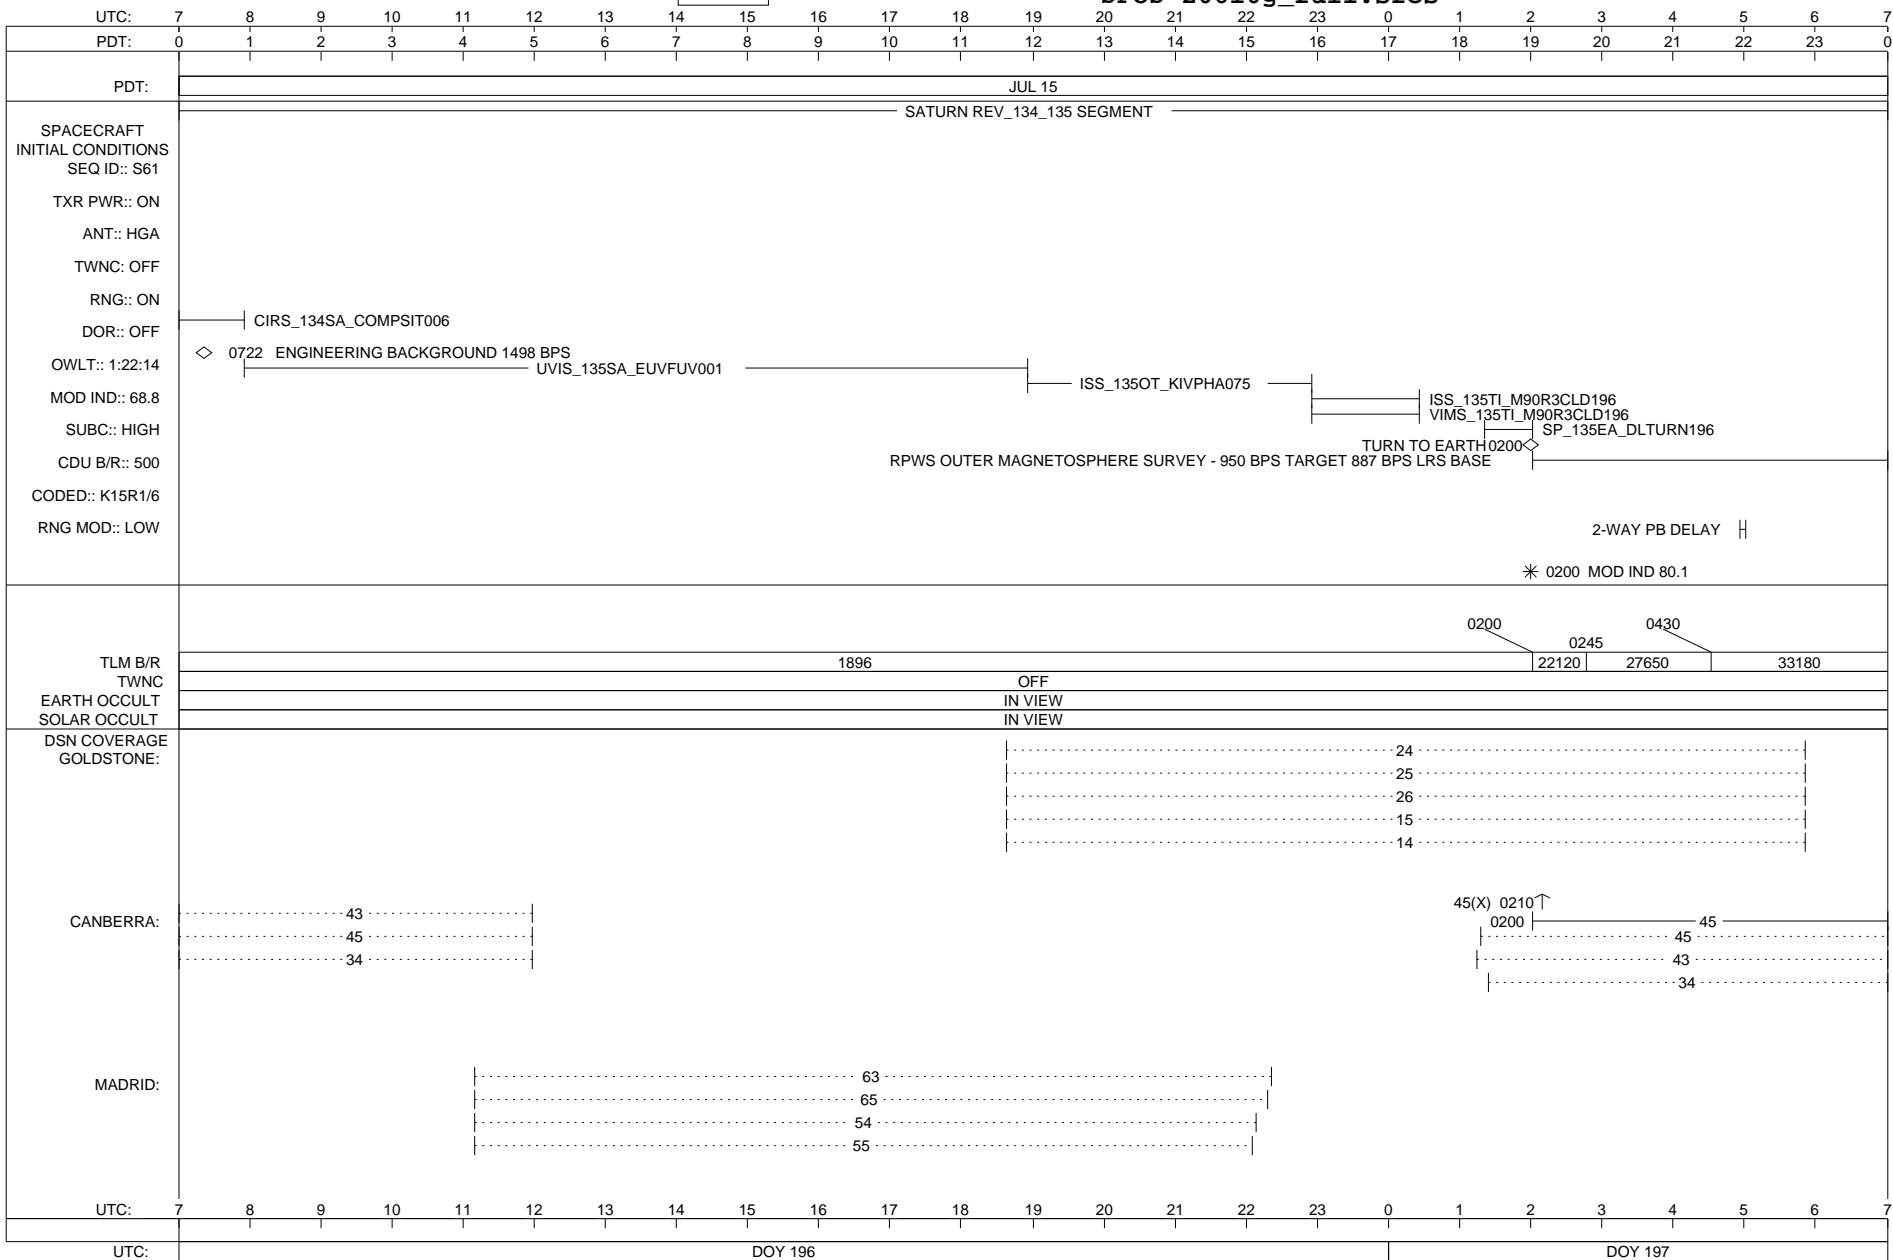 UTC: 7 8 9 10 11 12 13 14 15 16 17 18 19 20 21 22 23 0 1 2 3 4 5 6 7
PDT: 0 1 2 3 4 5 6 7 8 9 10 11 12 13 14 15 16 17 18 19 20 21 22 23 0
PDT: JUL 15
SATURN REV_134_135 SEGMENT
SPACECRAFT
INITIAL CONDITIONS
SEQ ID:: S61
TXR PWR:: ON
ANT:: HGA
TWNC: OFF
RNG:: ON
CIRS_134SA_COMPSIT006
DOR:: OFF
0722 ENGINEERING BACKGROUND 1498 BPS
OWLT:: 1:22:14
UVIS_135SA_EUVFUV001
ISS_135OT_KIVPHA075
MOD IND:: 68.8
ISS_135TI_M90R3CLD196
VIMS_135TI_M90R3CLD196
SUBC:: HIGH
SP_135EA_DLTURN196
TURN TO EARTH 0200
CDU B/R:: 500
RPWS OUTER MAGNETOSPHERE SURVEY - 950 BPS TARGET 887 BPS LRS BASE
CODED:: K15R1/6
RNG MOD:: LOW
2-WAY PB DELAY
0200 MOD IND 80.1
0200 0430
0245
TLM B/R 1896 22120 27650 33180
TWNC OFF
EARTH OCCULT IN VIEW
SOLAR OCCULT IN VIEW
DSN COVERAGE
GOLDSTONE:
24
25
26
15
14
45(X) 0210
CANBERRA:
43
0200 45
45 45
34 43
34
MADRID:
63
65
54
55
UTC: 7 8 9 10 11 12 13 14 15 16 17 18 19 20 21 22 23 0 1 2 3 4 5 6 7
UTC: DOY 196 DOY 197